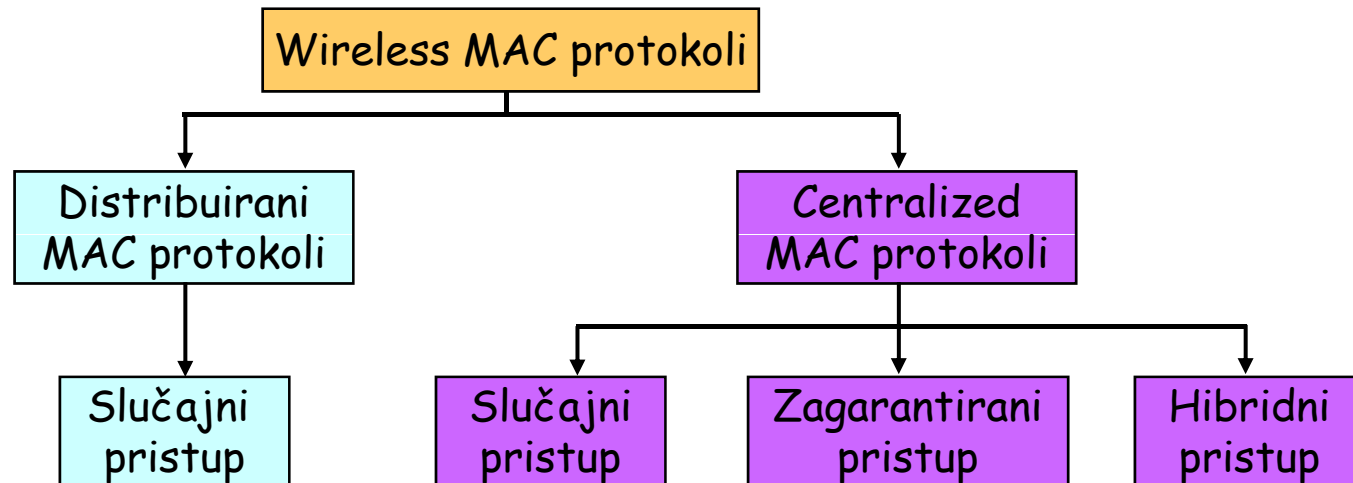 Wireless MAC protokoli
Distribuirani
MAC protokoli
Centralized
MAC protokoli
Slučajni
pristup
Slučajni
pristup
Zagarantirani
pristup
Hibridni
pristup